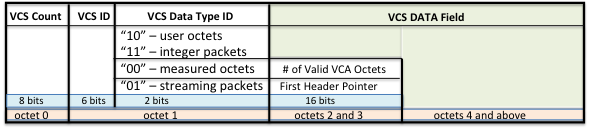 VCS Count VCS ID VCS Data Type ID VCS DATA Field
“10” – user octets
“11” – integer packets
“00” – measured octets # of Valid VCA Octets
“01” – streaming packets First Header Pointer
8 bits 6 bits 2 bits 16 bits
octet 0 octet 1 octets 2 and 3 octets 4 and above